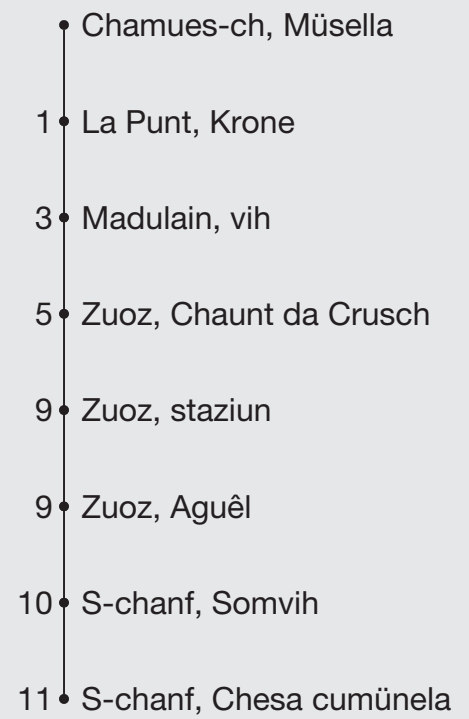 Chamues-ch, Müsella
1 La Punt, Krone
3 Madulain, vih
5 Zuoz, Chaunt da Crusch
9 Zuoz, staziun
9 Zuoz, Aguêl
10 S-chanf, Somvih
11 S-chanf, Chesa cumünela